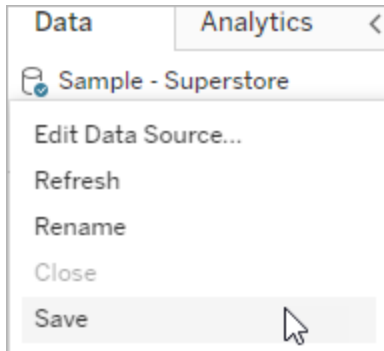 Data Analytics
Sample - Superstore
Edit Data Source...
Refresh
Rename
Close
Save